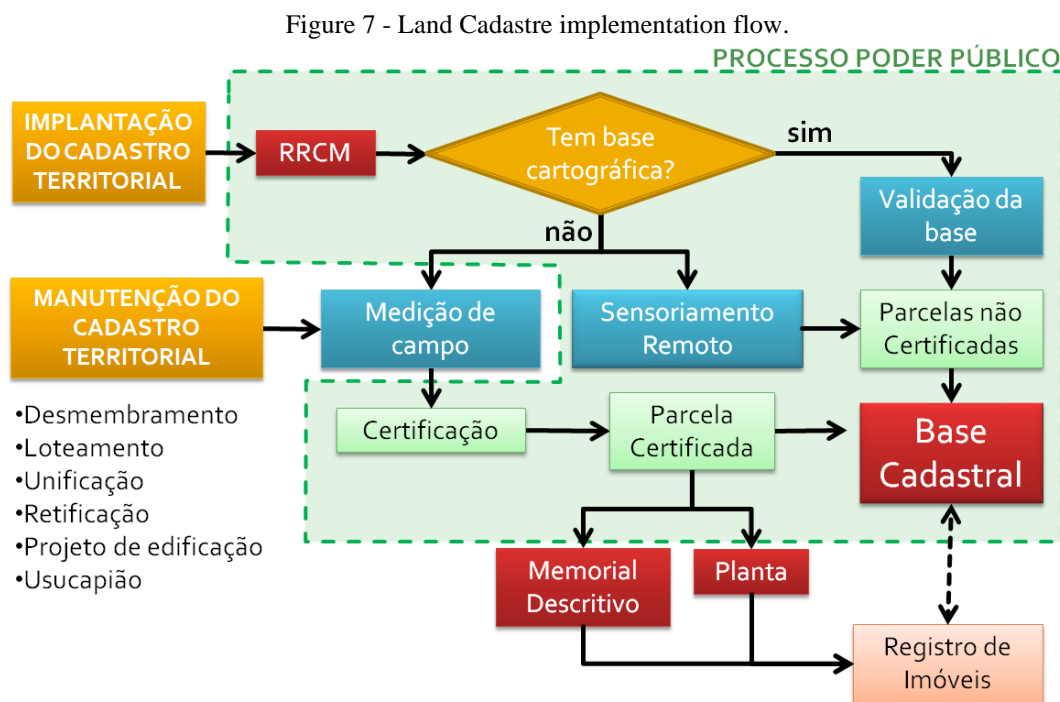 Figure 7 - Land Cadastre implementation flow.
PROCESSO PODER PÚBLICO
IMPLANTAÇÃO
DO CADASTRO
TERRITORIAL
RRCM
Tem base
cartográfica?
sim
Validação da
base
não
MANUTENÇÃO DO
CADASTRO
TERRITORIAL
Medição de
campo
Sensoriamento
Remoto
Parcelas não
Certificadas
•Desmembramento
•Loteamento
•Unificação
•Retificação
•Projeto de edificação
•Usucapião
Certificação
Parcela
Certificada
Base
Cadastral
Memorial
Descritivo
Planta
Registro de
Imóveis